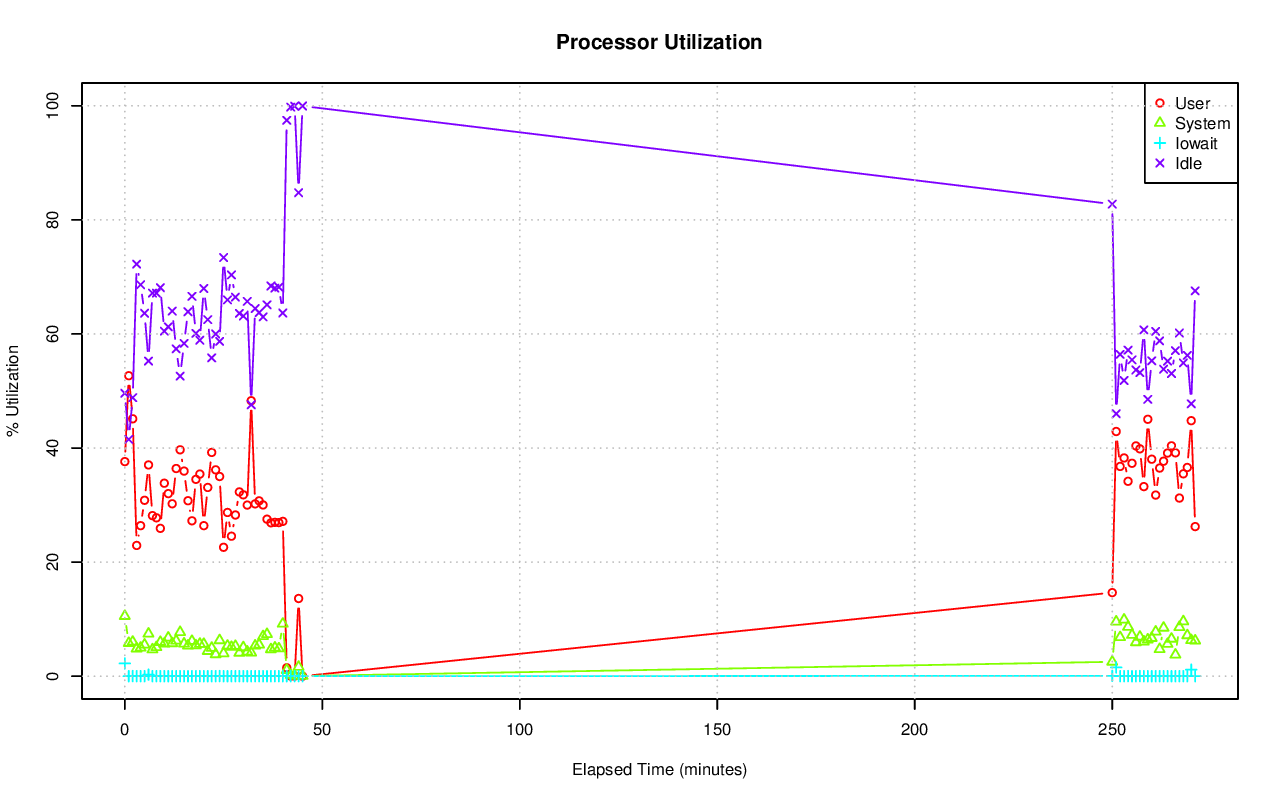 Processor Utilization
% Utilization
100
80
60
40
20
0
User
System
Iowait
Idle
0 50 100 150 200 250
Elapsed Time (minutes)